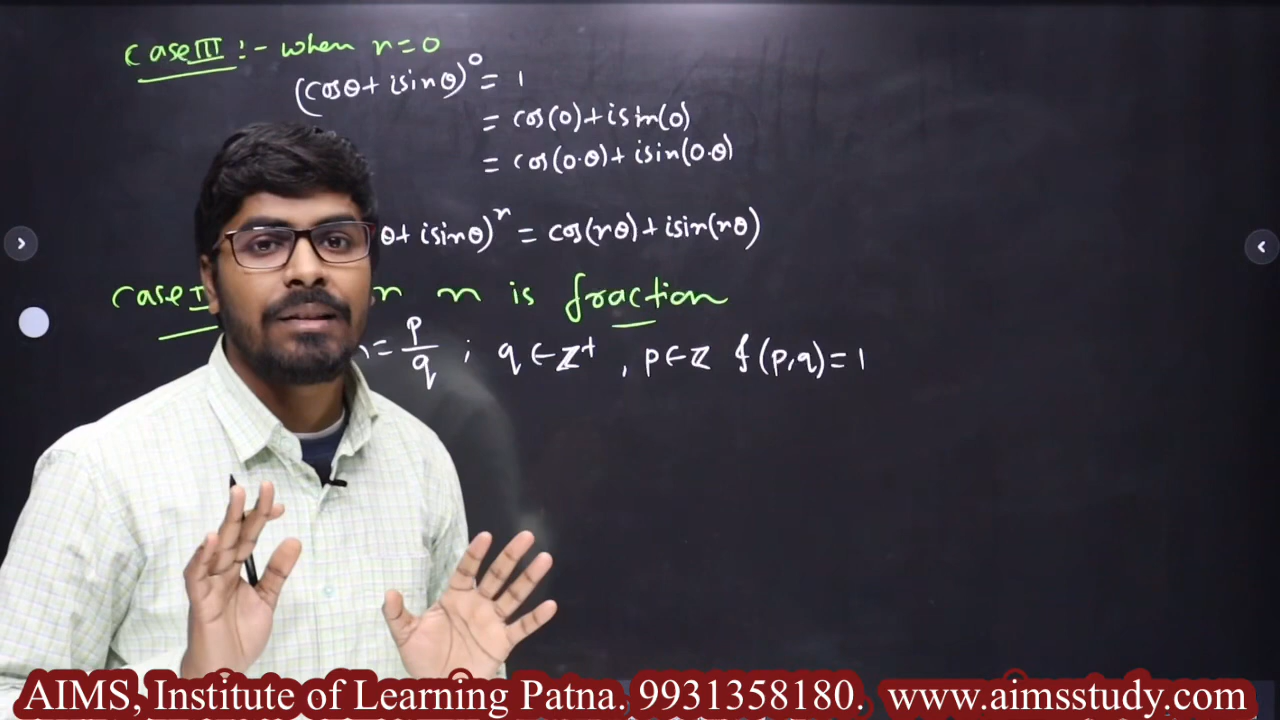 Case III :- when n=0
(cosθ+ isinθ)⁰ = 1
= cos(0)+isin(0)
= cos(0·θ)+isin(0·θ)
θ+ isinθ)ⁿ = cos(nθ)+isin(nθ)
Case I n n is fraction
= p/q ; q∈ℤ⁺ , p∈ℤ & (p,q)=1
AIMS, Institute of Learning Patna. 9931358180. www.aimsstudy.com